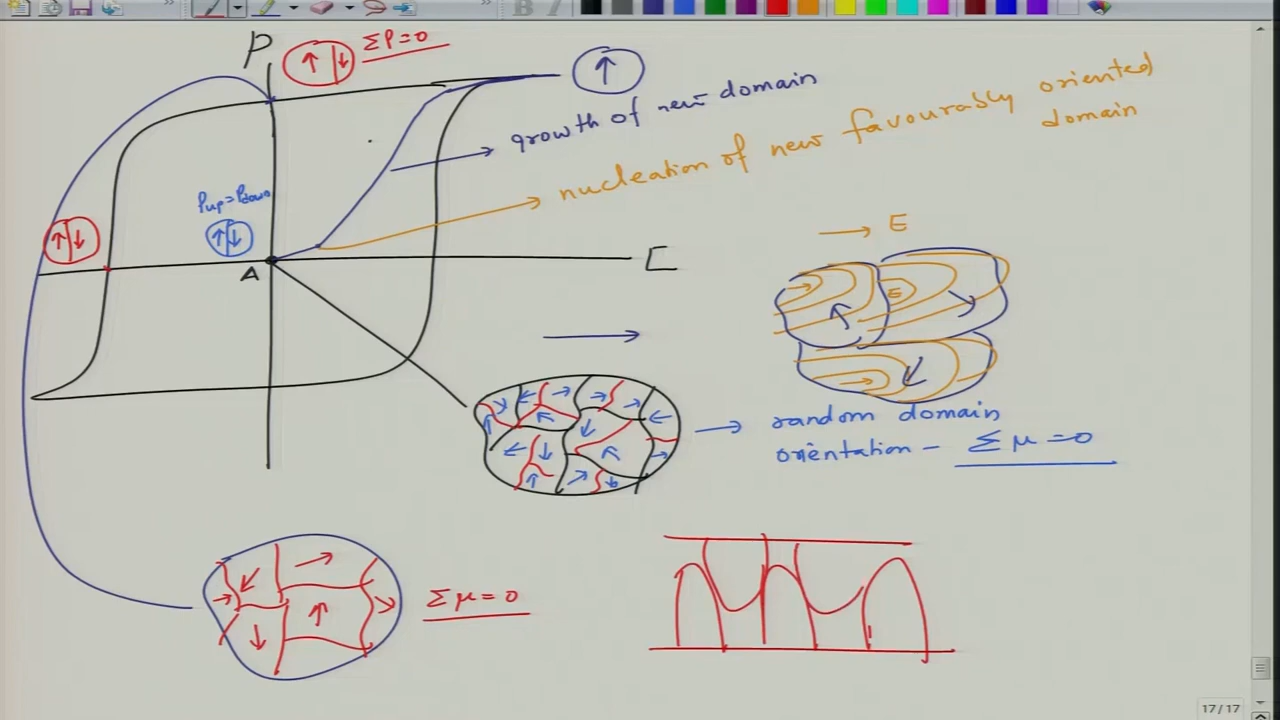 P
ΣP=0
↑ ↓
↑
growth of new domain
nucleation of new favourably oriented
domain
Pup=Pdown
↑ ↓
↑ ↓
A
E
→ E
E
random domain
orientation – Σμ=0
Σμ=0
17/17
B I